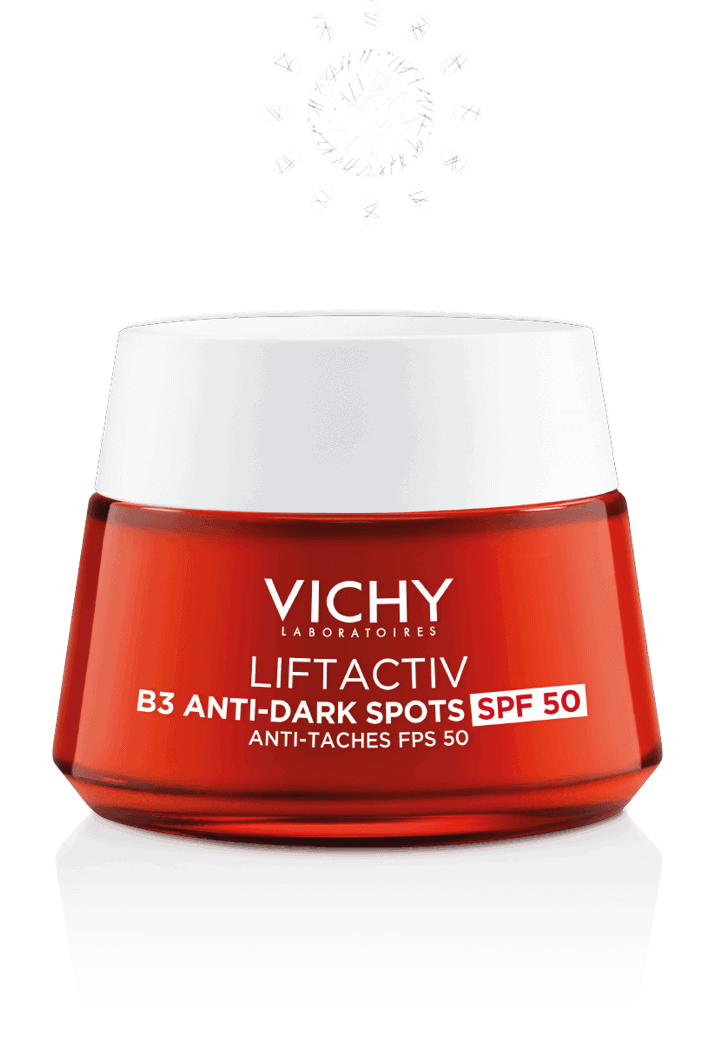 VICHY
LABORATOIRES
LIFTACTIV
B3 ANTI-DARK SPOTS SPF 50
ANTI-TACHES FPS 50